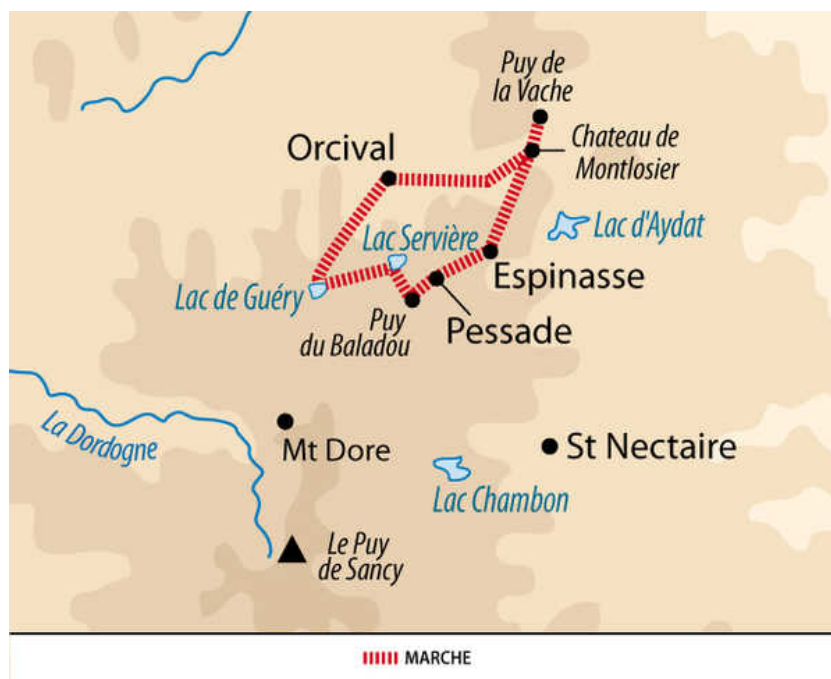 Puy de
la Vache
Chateau de
Montlosier
Orcival
Lac Servière
Lac d'Aydat
Espinasse
Lac de Guéry
Puy
du Baladou
Pessade
La Dordogne
Mt Dore
St Nectaire
Lac Chambon
Le Puy
de Sancy
MARCHE